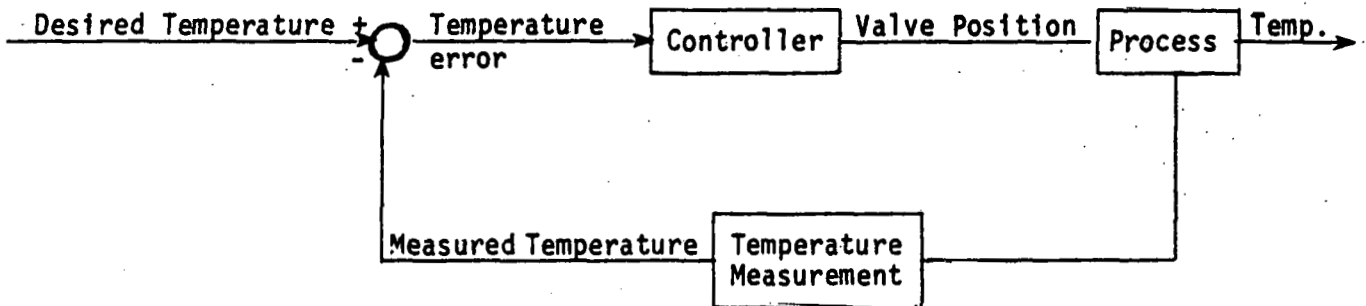 Desired Temperature +
-
Temperature
error
Controller
Valve Position
Process
Temp.
Measured Temperature
Temperature
Measurement